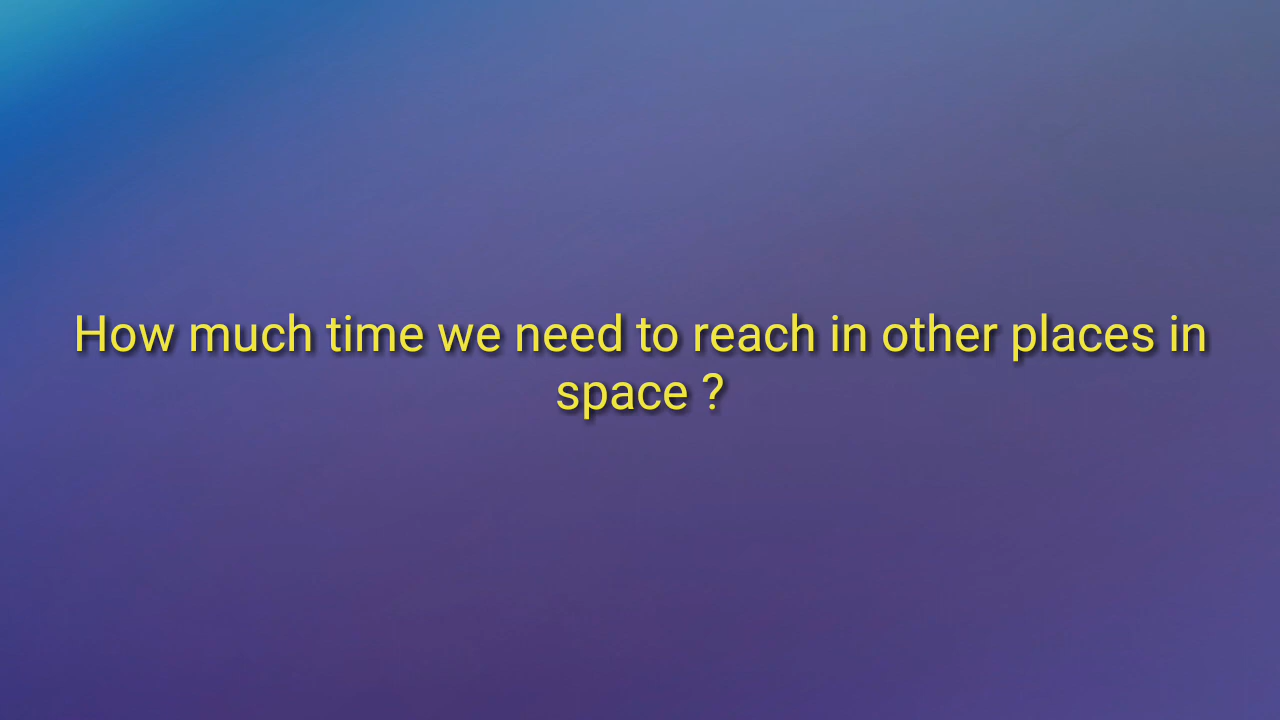 How much time we need to reach in other places in
space ?